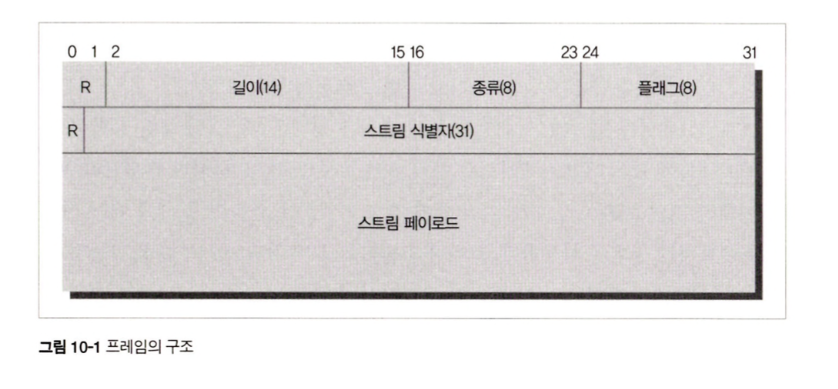 0 1 2 15 16 23 24 31
R 길이(14) 종류(8) 플래그(8)
R 스트림 식별자(31)
스트림 페이로드
그림 10-1 프레임의 구조